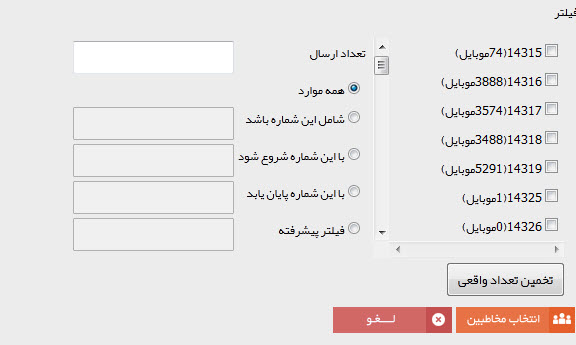 فیلتر
14315(74موبایل)
14316(3888موبایل)
14317(3574موبایل)
14318(3488موبایل)
14319(5291موبایل)
14325(1موبایل)
14326(0موبایل)
تعداد ارسال
همه موارد
شامل این شماره باشد
با این شماره شروع شود
با این شماره پایان یابد
فیلتر پیشرفته
تخمین تعداد واقعی
انتخاب مخاطبین
لـــغـو